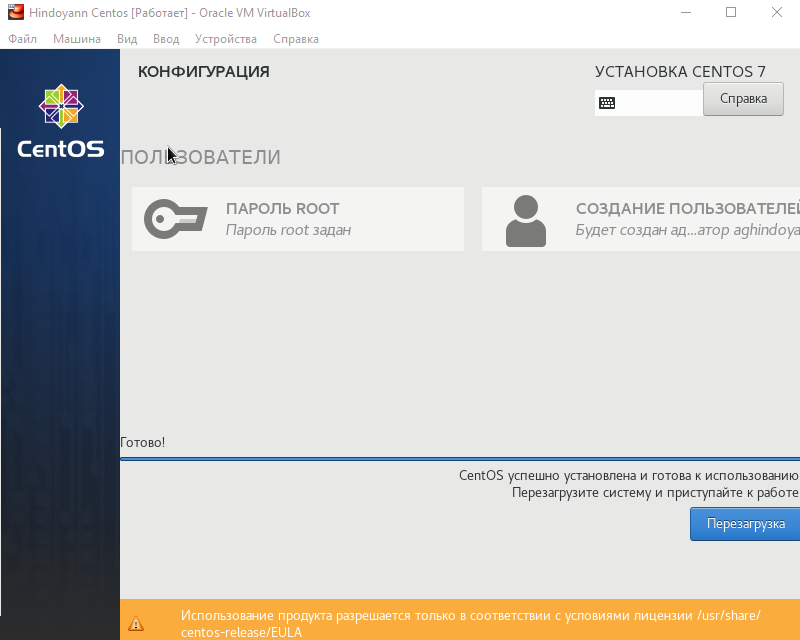 Hindoyann Centos [Работает] - Oracle VM VirtualBox
Файл Машина Вид Ввод Устройства Справка
КОНФИГУРАЦИЯ
УСТАНОВКА CENTOS 7
Справка
CentOS
ПОЛЬЗОВАТЕЛИ
ПАРОЛЬ ROOT
Пароль root задан
СОЗДАНИЕ ПОЛЬЗОВАТЕЛЕЙ
Будет создан ад...атор aghindoya
Готово!
CentOS успешно установлена и готова к использованию
Перезагрузите систему и приступайте к работе
Перезагрузка
Использование продукта разрешается только в соответствии с условиями лицензии /usr/share/
centos-release/EULA